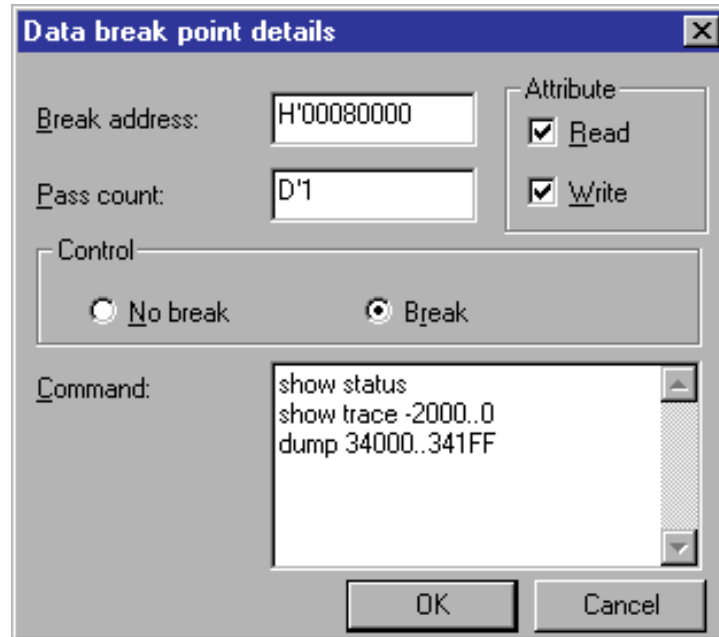 Data break point details
Break address:
H'00080000
Attribute
Read
Pass count:
D'1
Write
Control
No break
Break
Command:
show status
show trace -2000..0
dump 34000..341FF
OK
Cancel